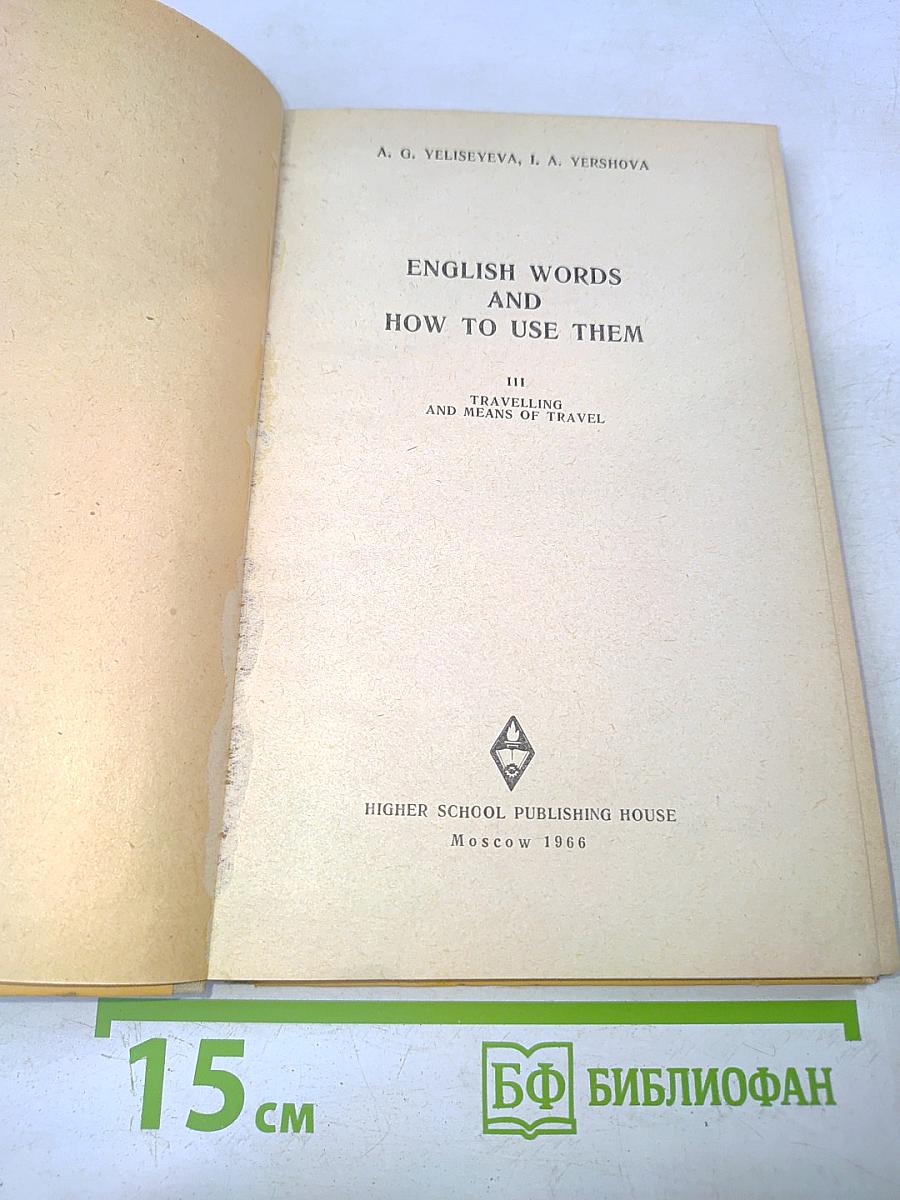 A. G. YELISEYEVA, I. A. YERSHOVA
ENGLISH WORDS
AND
HOW TO USE THEM
III
TRAVELLING
AND MEANS OF TRAVEL
HIGHER SCHOOL PUBLISHING HOUSE
Moscow 1966
15 см
БФ БИБЛИОФАН